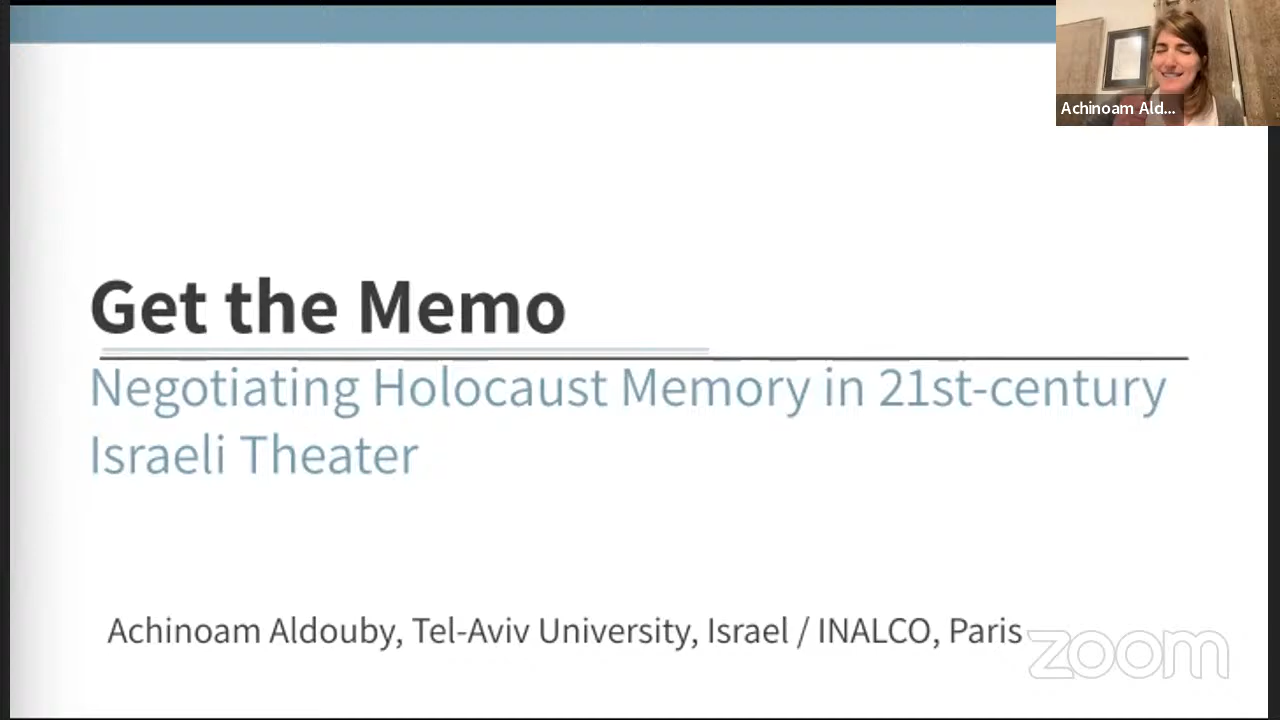 Achinoam Ald...
Get the Memo
Negotiating Holocaust Memory in 21st-century
Israeli Theater
Achinoam Aldouby, Tel-Aviv University, Israel / INALCO, Paris
zoom